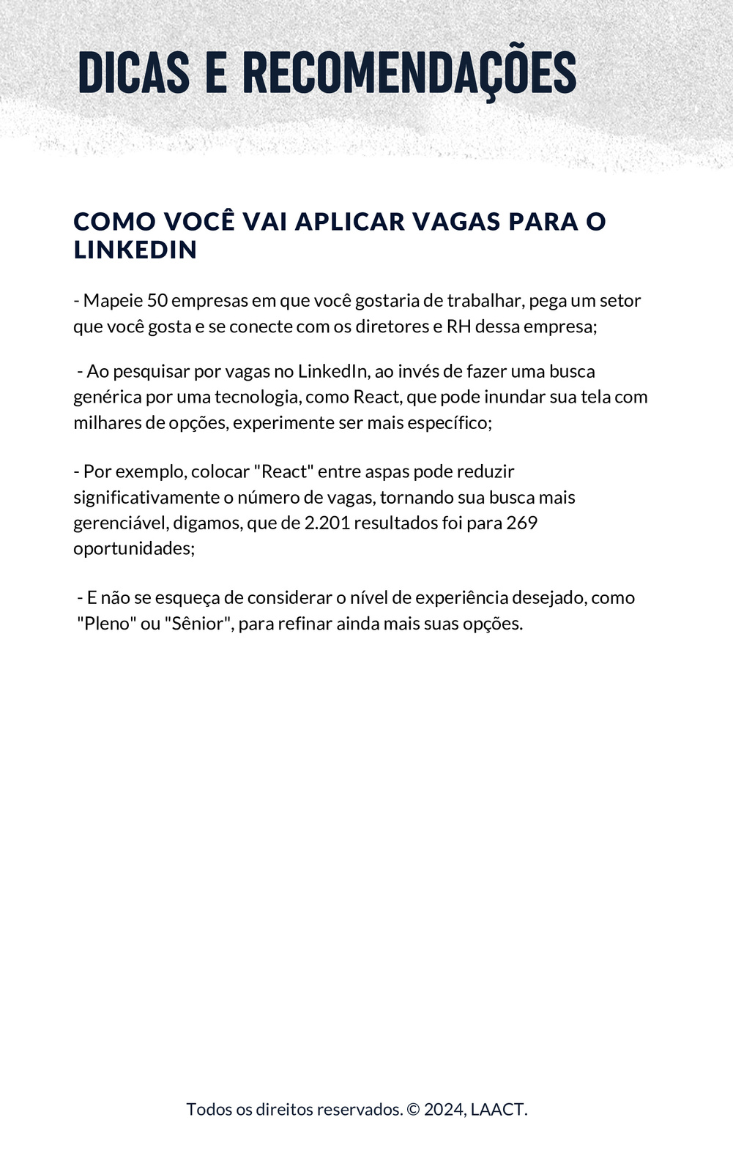 DICAS E RECOMENDAÇÕES
COMO VOCÊ VAI APLICAR VAGAS PARA O
LINKEDIN
- Mapeie 50 empresas em que você gostaria de trabalhar, pega um setor
que você gosta e se conecte com os diretores e RH dessa empresa;
- Ao pesquisar por vagas no LinkedIn, ao invés de fazer uma busca
genérica por uma tecnologia, como React, que pode inundar sua tela com
milhares de opções, experimente ser mais específico;
- Por exemplo, colocar "React" entre aspas pode reduzir
significativamente o número de vagas, tornando sua busca mais
gerenciável, digamos, que de 2.201 resultados foi para 269
oportunidades;
- E não se esqueça de considerar o nível de experiência desejado, como
"Pleno" ou "Sênior", para refinar ainda mais suas opções.
Todos os direitos reservados. © 2024, LAACT.